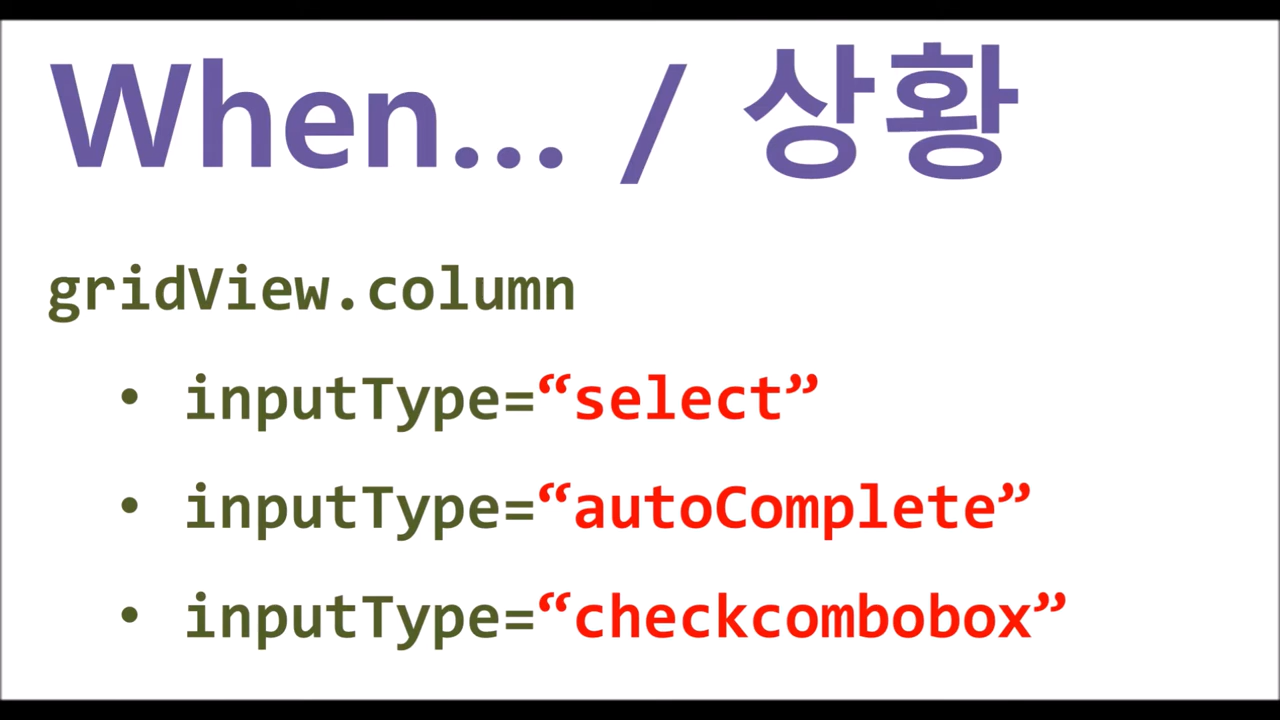 When... / 상황
gridView.column
• inputType=“select”
• inputType=“autoComplete”
• inputType=“checkcombobox”